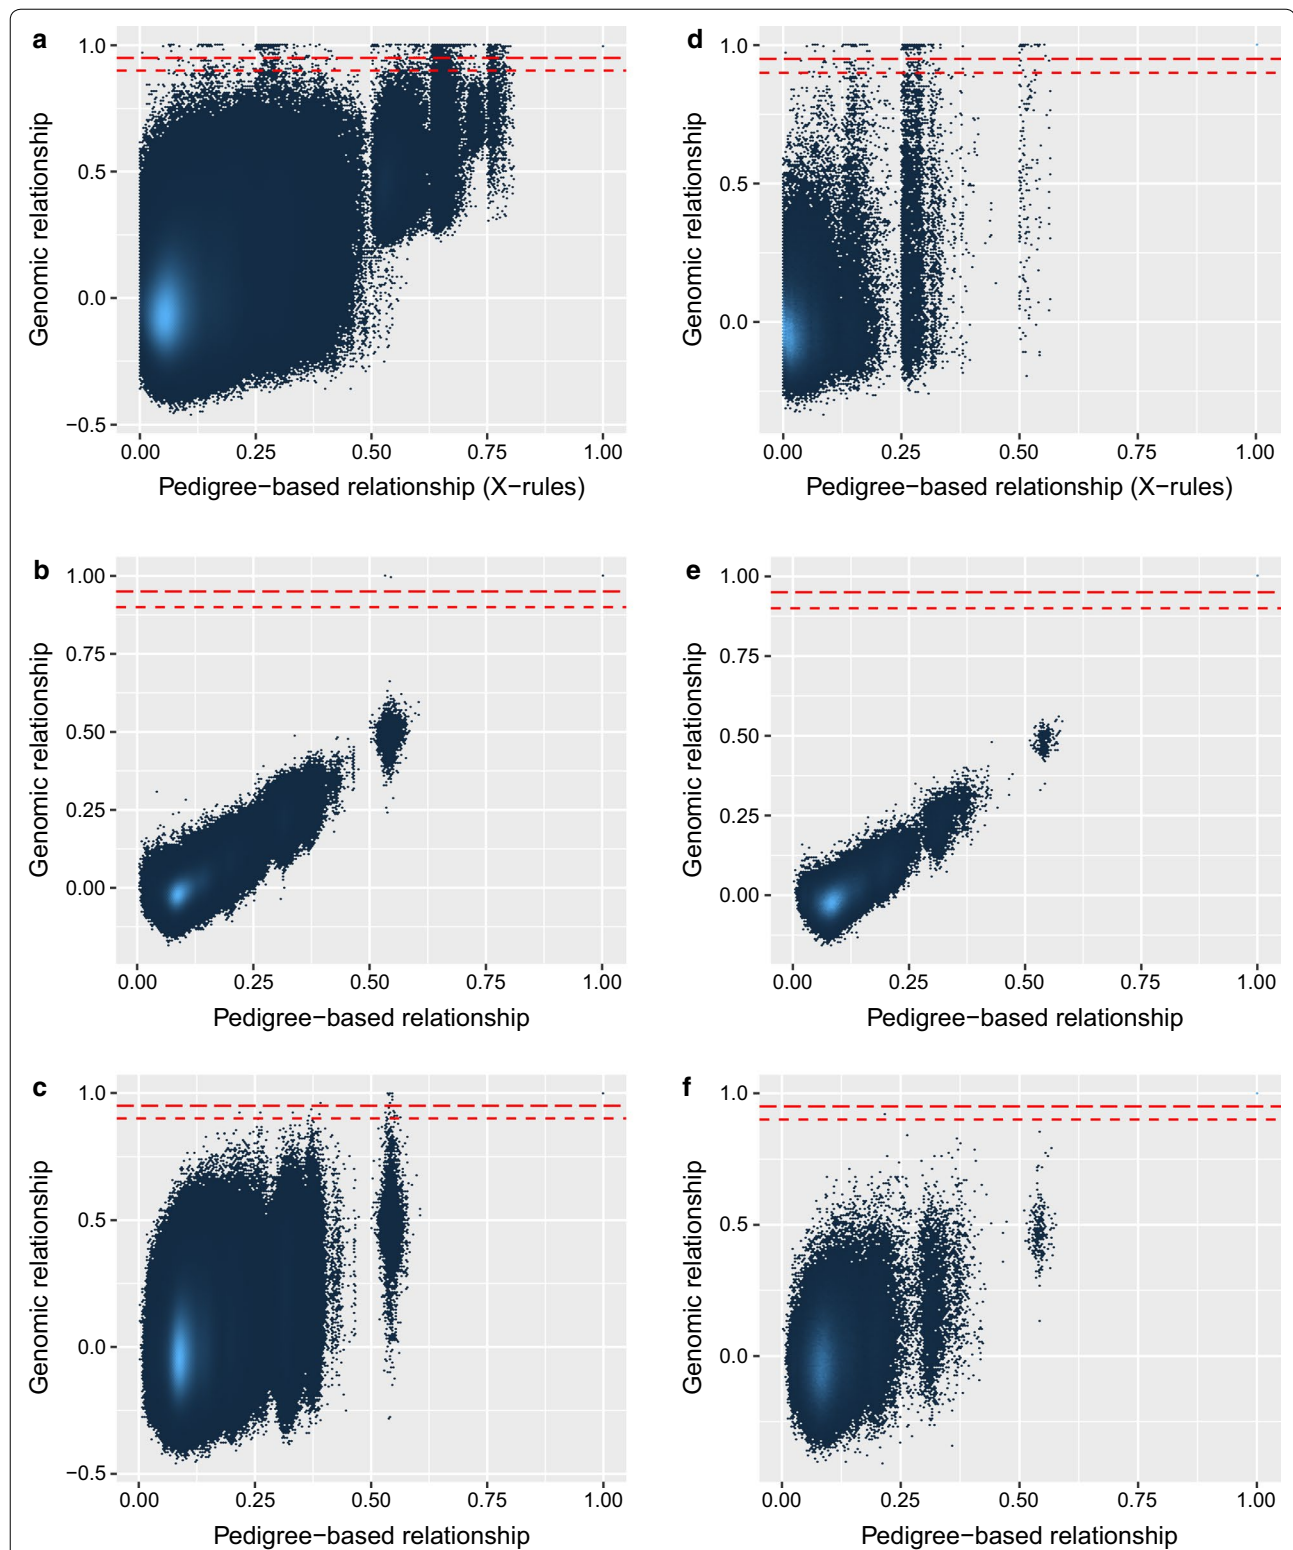 a
1.0
0.5
0.0
−0.5
Genomic relationship
0.00 0.25 0.50 0.75 1.00
Pedigree−based relationship (X−rules)
d
1.0
0.5
0.0
Genomic relationship
0.00 0.25 0.50 0.75 1.00
Pedigree−based relationship (X−rules)
b
1.00
0.75
0.50
0.25
0.00
Genomic relationship
0.00 0.25 0.50 0.75 1.00
Pedigree−based relationship
e
1.00
0.75
0.50
0.25
0.00
Genomic relationship
0.00 0.25 0.50 0.75 1.00
Pedigree−based relationship
c
1.0
0.5
0.0
−0.5
Genomic relationship
0.00 0.25 0.50 0.75 1.00
Pedigree−based relationship
f
1.0
0.5
0.0
Genomic relationship
0.00 0.25 0.50 0.75 1.00
Pedigree−based relationship